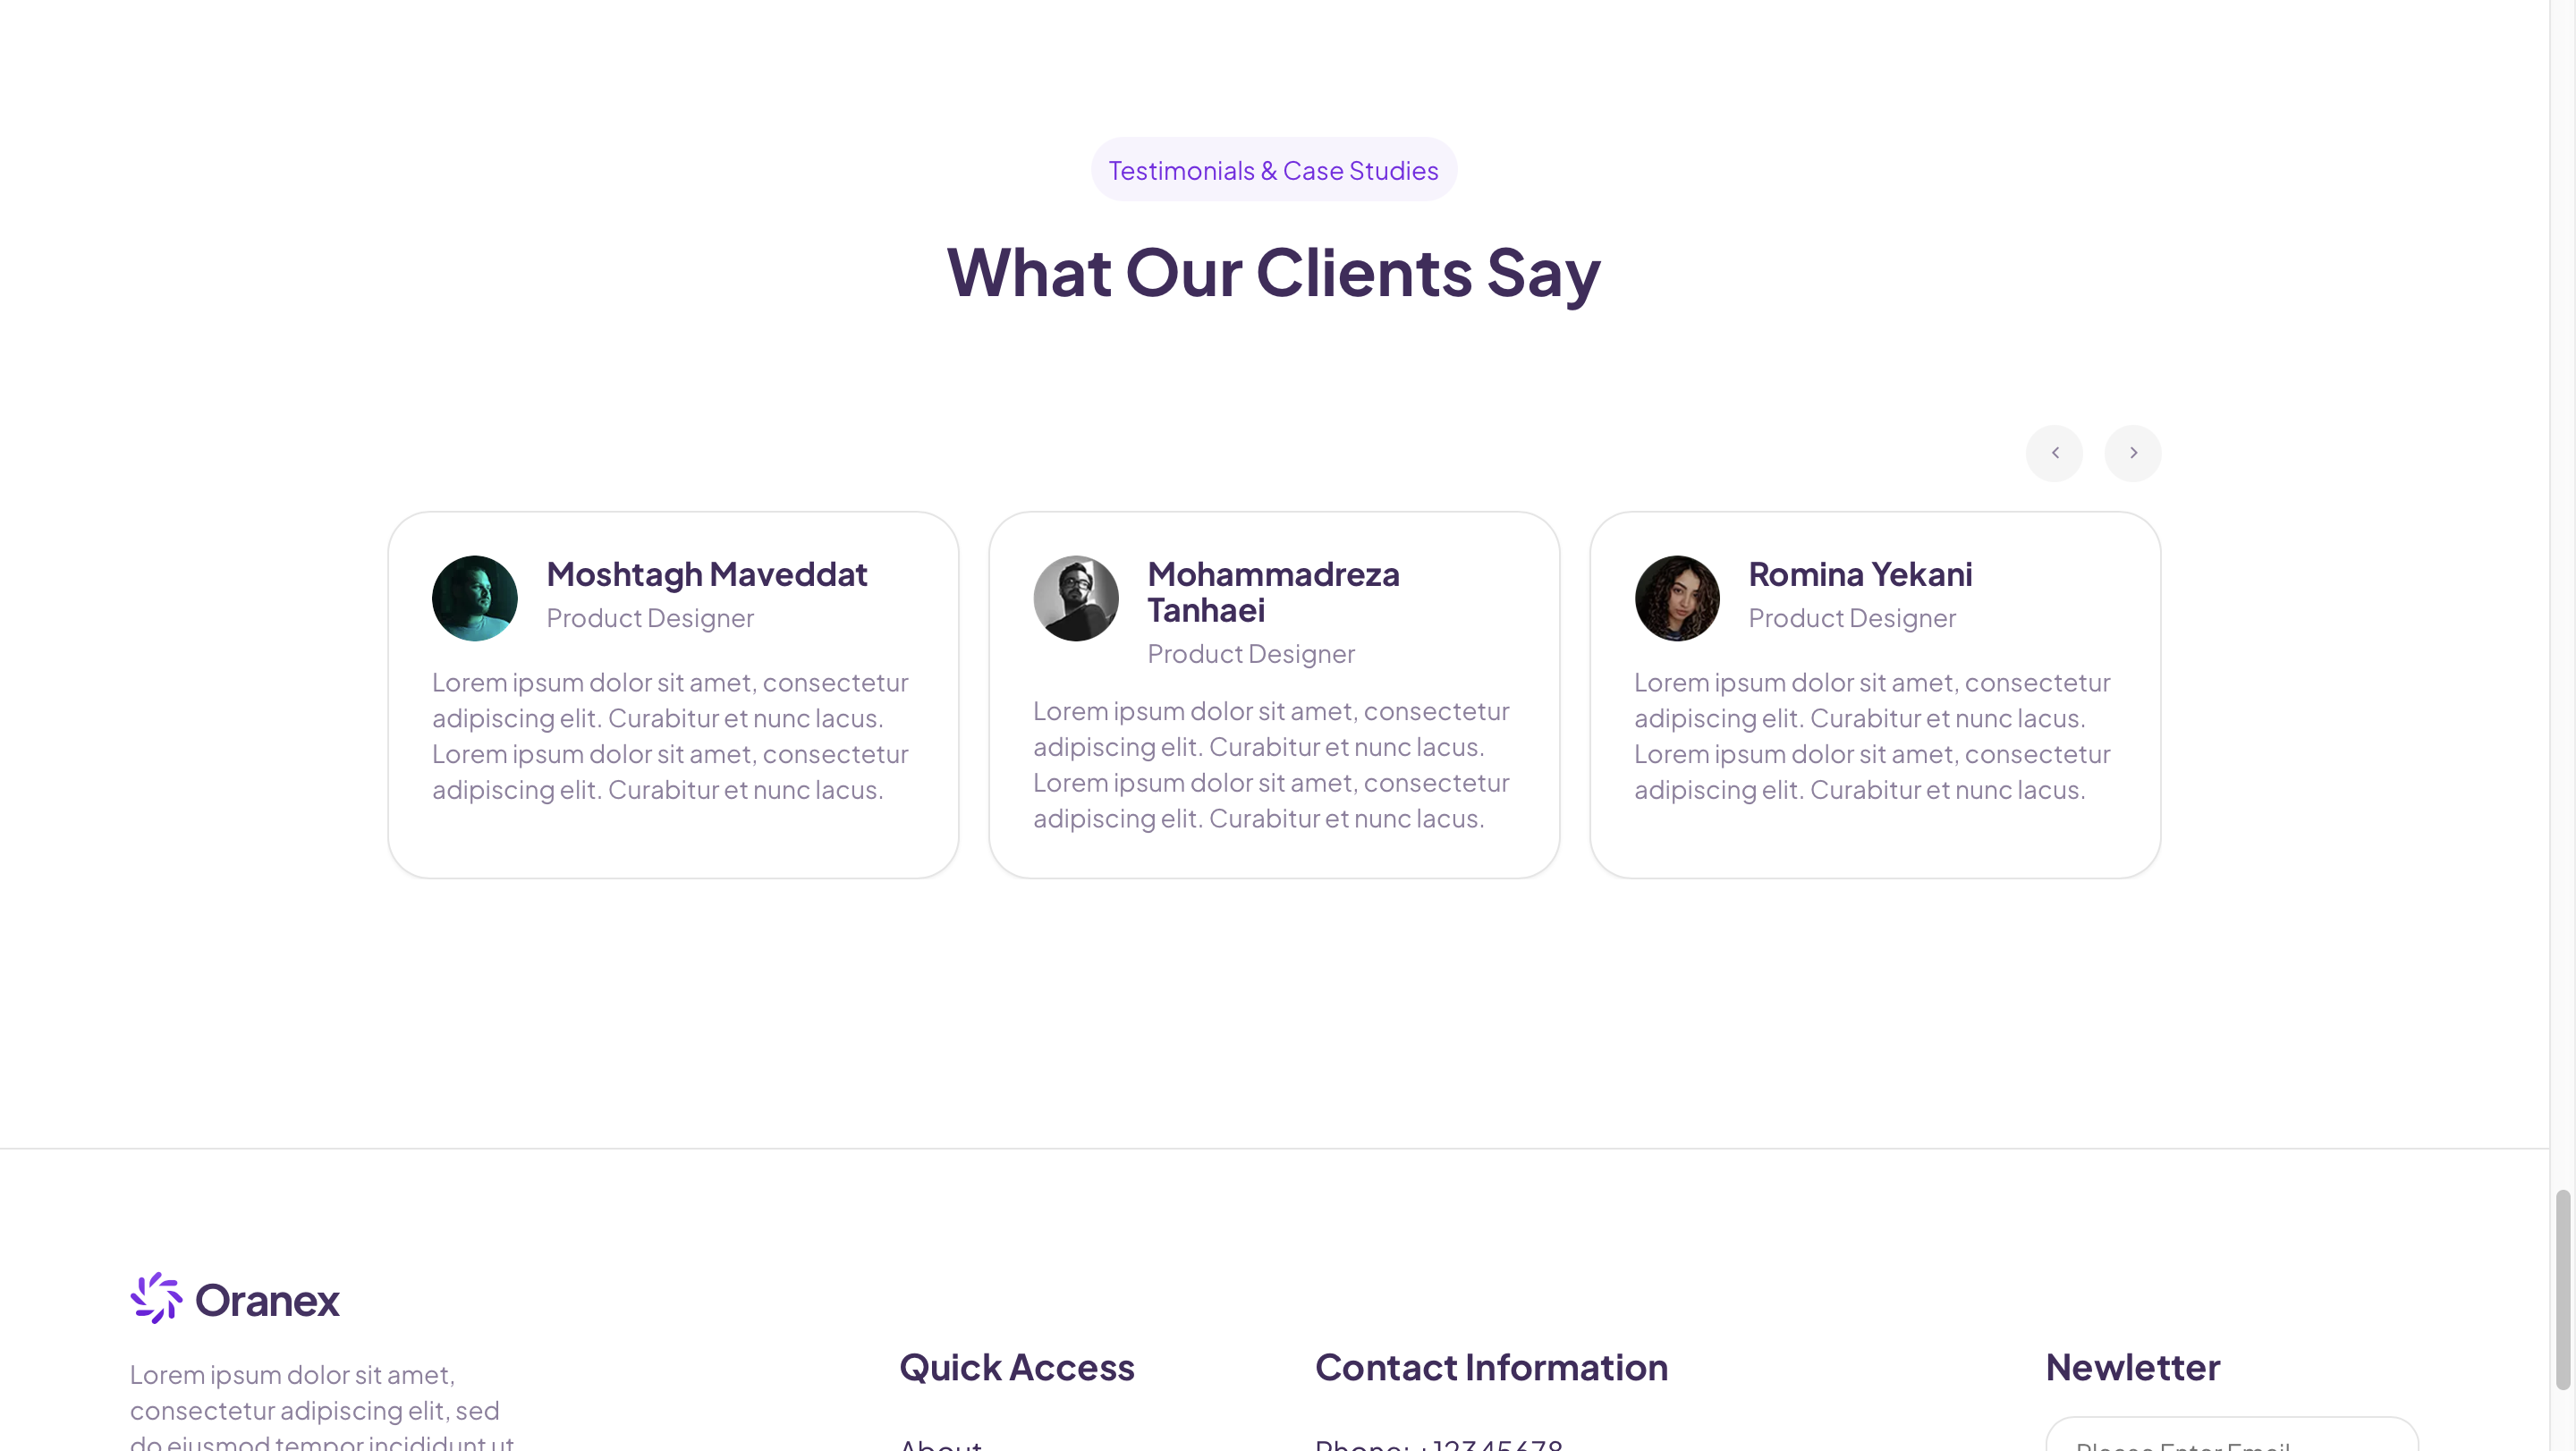 Testimonials & Case Studies
What Our Clients Say
Moshtagh Maveddat
Product Designer
Lorem ipsum dolor sit amet, consectetur
adipiscing elit. Curabitur et nunc lacus.
Lorem ipsum dolor sit amet, consectetur
adipiscing elit. Curabitur et nunc lacus.
Mohammadreza
Tanhaei
Product Designer
Lorem ipsum dolor sit amet, consectetur
adipiscing elit. Curabitur et nunc lacus.
Lorem ipsum dolor sit amet, consectetur
adipiscing elit. Curabitur et nunc lacus.
Romina Yekani
Product Designer
Lorem ipsum dolor sit amet, consectetur
adipiscing elit. Curabitur et nunc lacus.
Lorem ipsum dolor sit amet, consectetur
adipiscing elit. Curabitur et nunc lacus.
Oranex
Lorem ipsum dolor sit amet,
consectetur adipiscing elit, sed
do eiusmod tempor incididunt ut
Quick Access
About
Contact Information
Phone: +12345678
Newletter
Please Enter Email